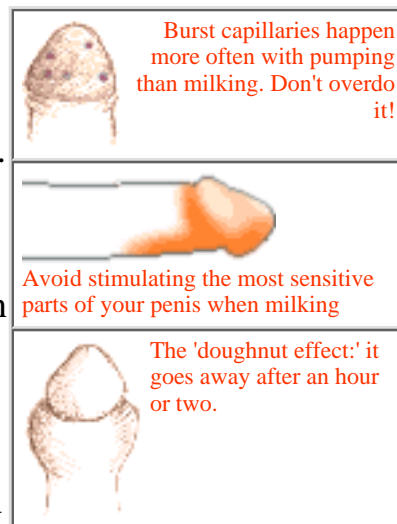 Burst capillaries happen
more often with pumping
than milking. Don't overdo
it!
.
Avoid stimulating the most sensitive
parts of your penis when milking
The 'doughnut effect:' it
goes away after an hour
or two.